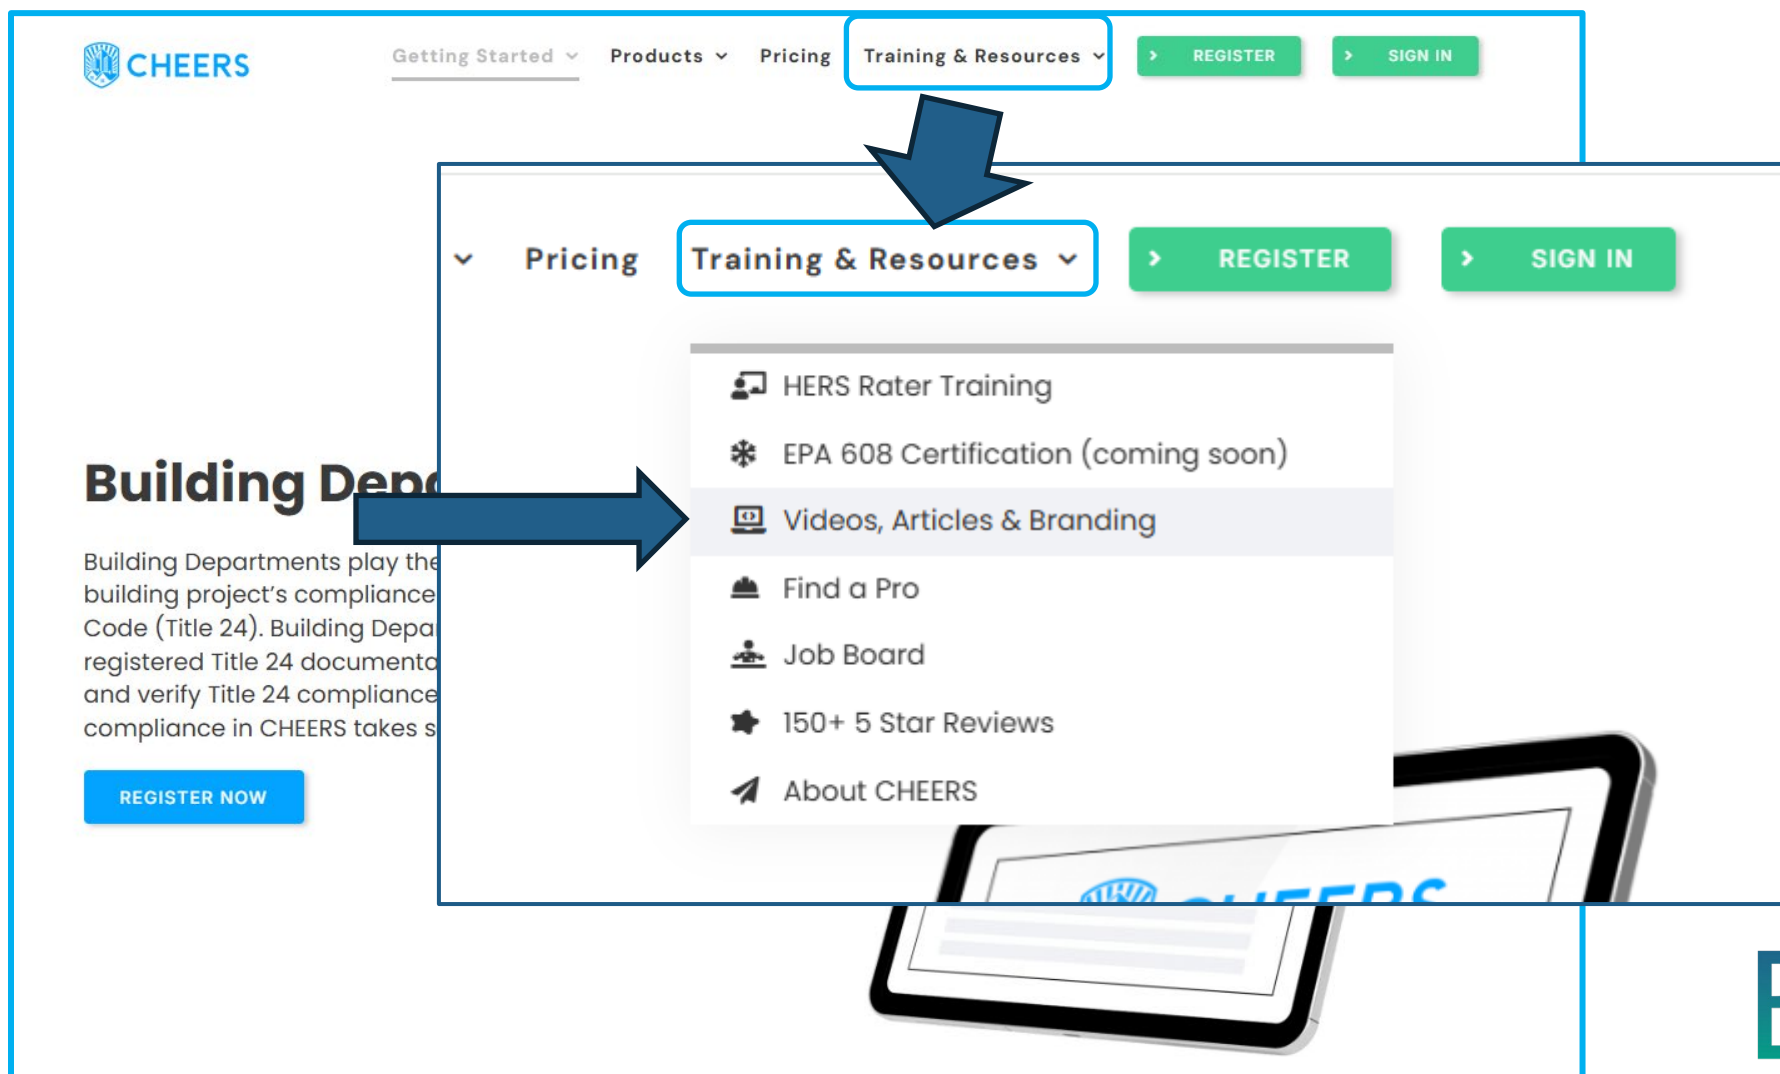 CHEERS
Getting Started
Products
Pricing
Training & Resources
REGISTER
SIGN IN
Pricing
Training & Resources
REGISTER
SIGN IN
HERS Rater Training
EPA 608 Certification (coming soon)
Videos, Articles & Branding
Find a Pro
Job Board
150+ 5 Star Reviews
About CHEERS
Building
Building Departments play the
building project's compliance
Code (Title 24). Building
registered Title 24
and verify Title 24 compliance
compliance in CHEERS takes
REGISTER NOW
CHEERS